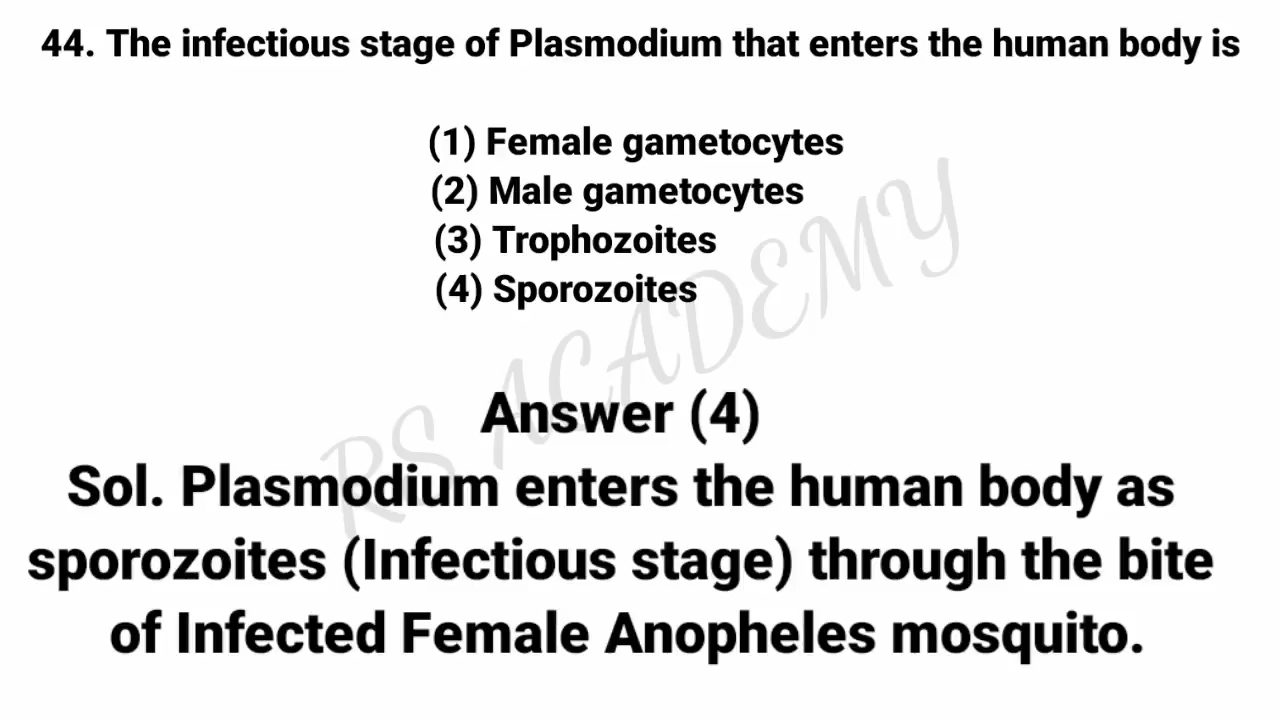 44. The infectious stage of Plasmodium that enters the human body is
(1) Female gametocytes
(2) Male gametocytes
(3) Trophozoites
(4) Sporozoites
RS ACADEMY
Answer (4)
Sol. Plasmodium enters the human body as
sporozoites (Infectious stage) through the bite
of Infected Female Anopheles mosquito.